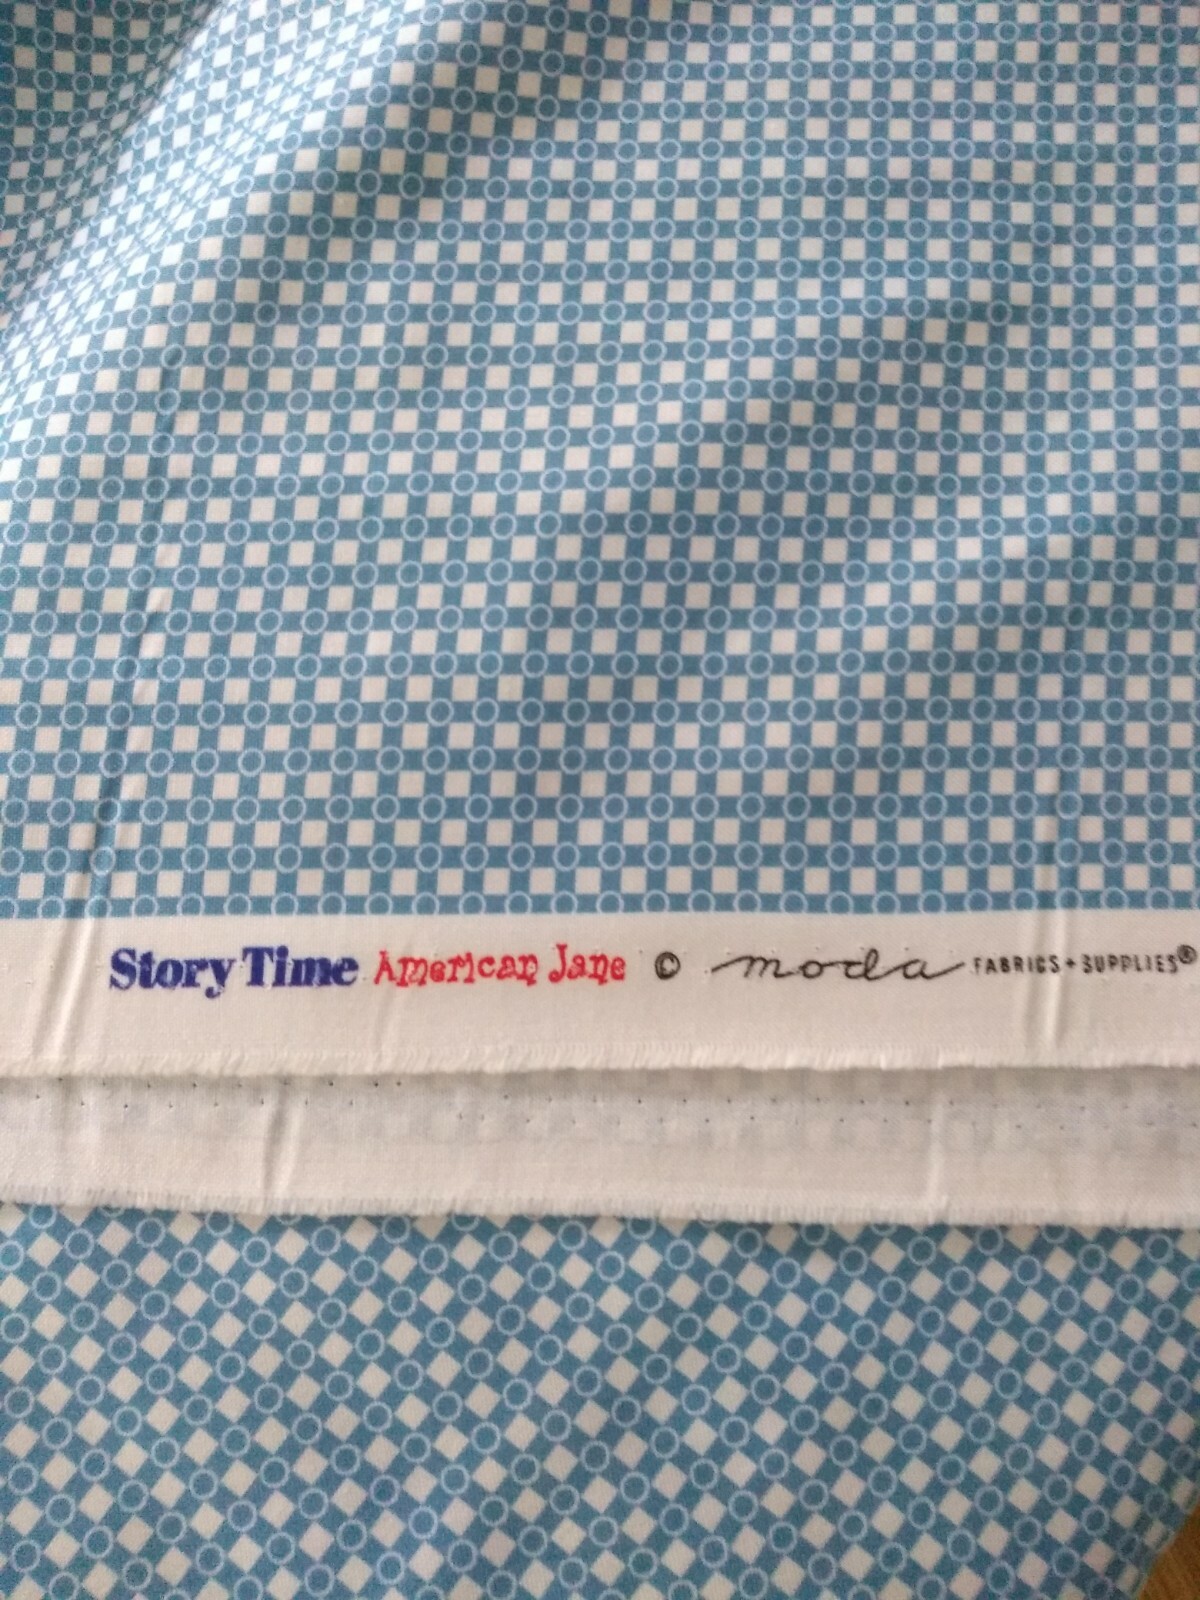 Story Time American Jane © moda FABRICS + SUPPLIES®